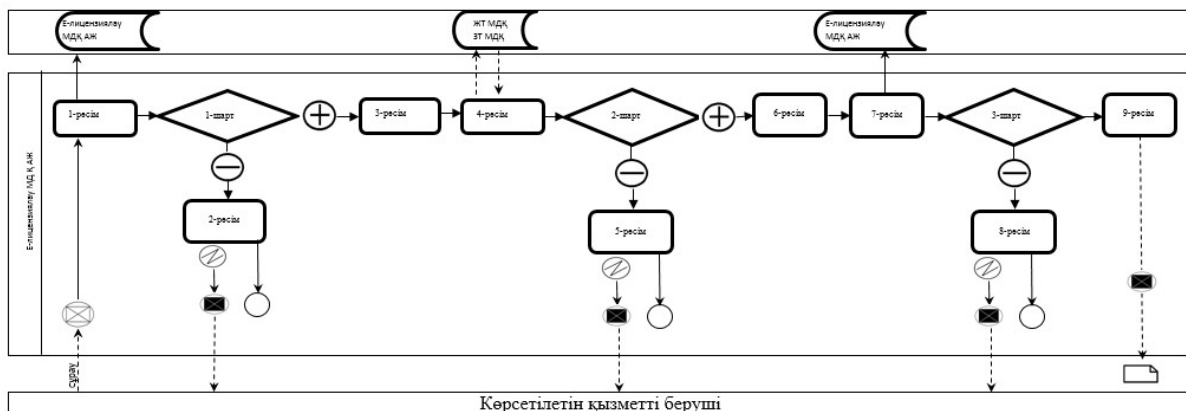 Е-лицензиялау
МДҚ АЖ
ЖТ МДҚ
ЗТ МДҚ
Е-лицензиялау
МДҚ АЖ
Е-лицензиялау МДҚ АЖ
1-рәсім
1-шарт
3-рәсім
4-рәсім
2-шарт
6-рәсім
7-рәсім
3-шарт
9-рәсім
2-рәсім
5-рәсім
8-рәсім
сұрау
Көрсетілетін қызметті беруші